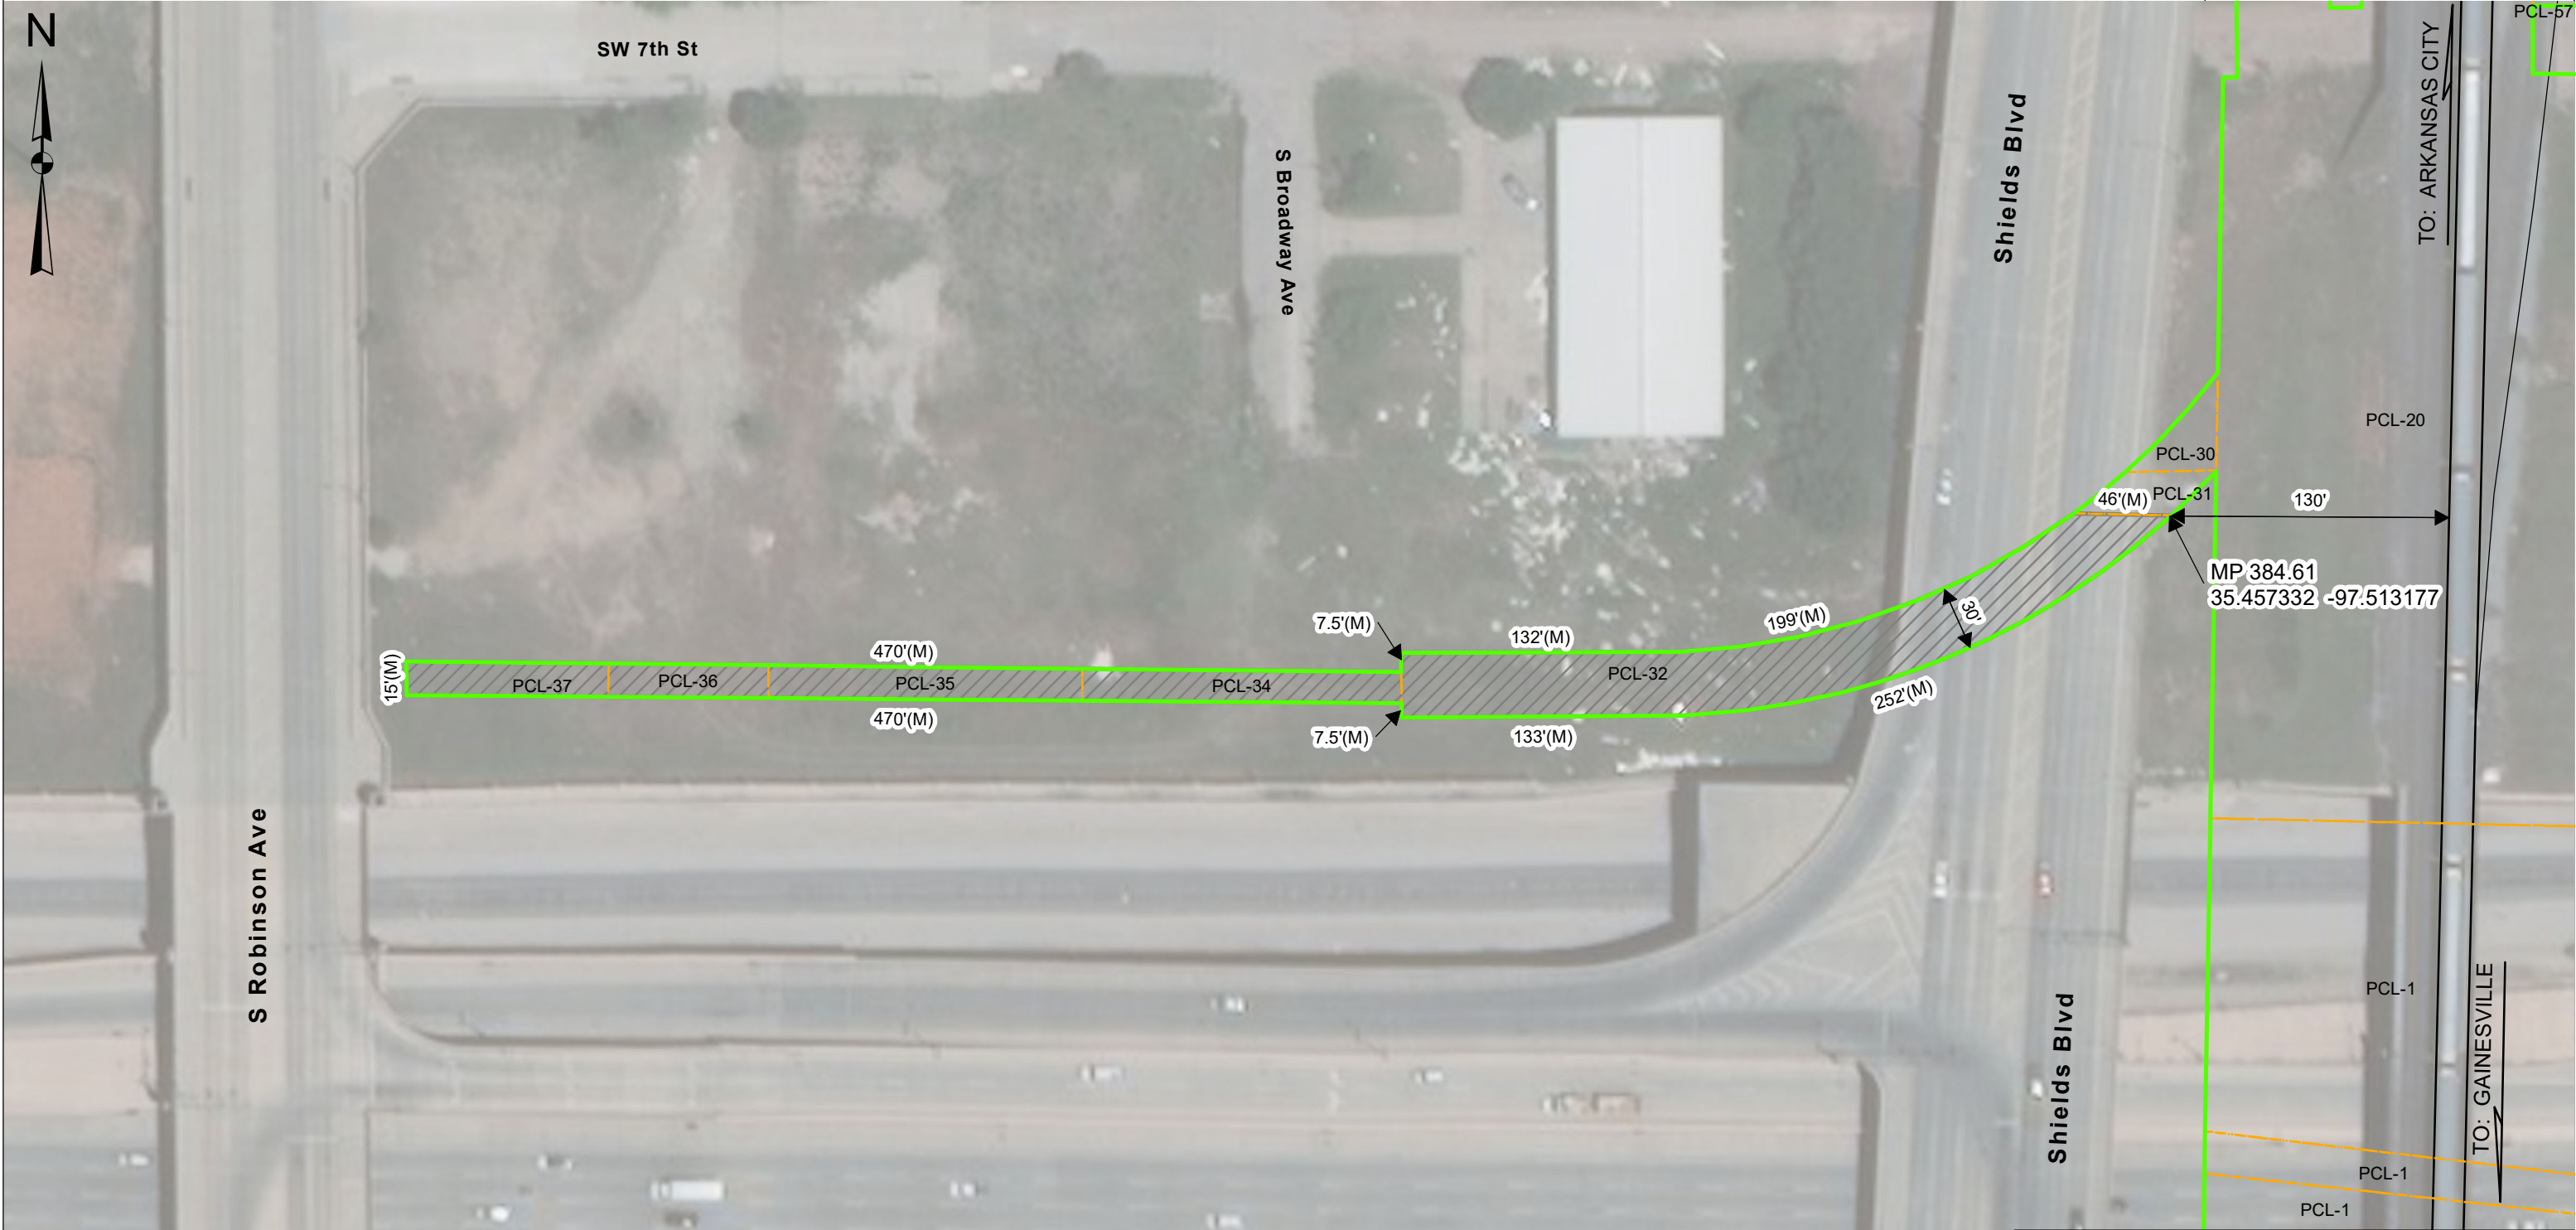 N
SW 7th St
PCL-57
TO: ARKANSAS CITY
Shields Blvd
S Broadway Ave
PCL-20
PCL-30
PCL-31
46'(M)
130'
MP 384.61
35.457332 -97.513177
30'
199'(M)
7.5'(M)
132'(M)
470'(M)
15'(M)
PCL-37
PCL-36
PCL-35
PCL-34
PCL-32
252'(M)
470'(M)
7.5'(M)
133'(M)
S Robinson Ave
Shields Blvd
PCL-1
TO: GAINESVILLE
PCL-1
PCL-1